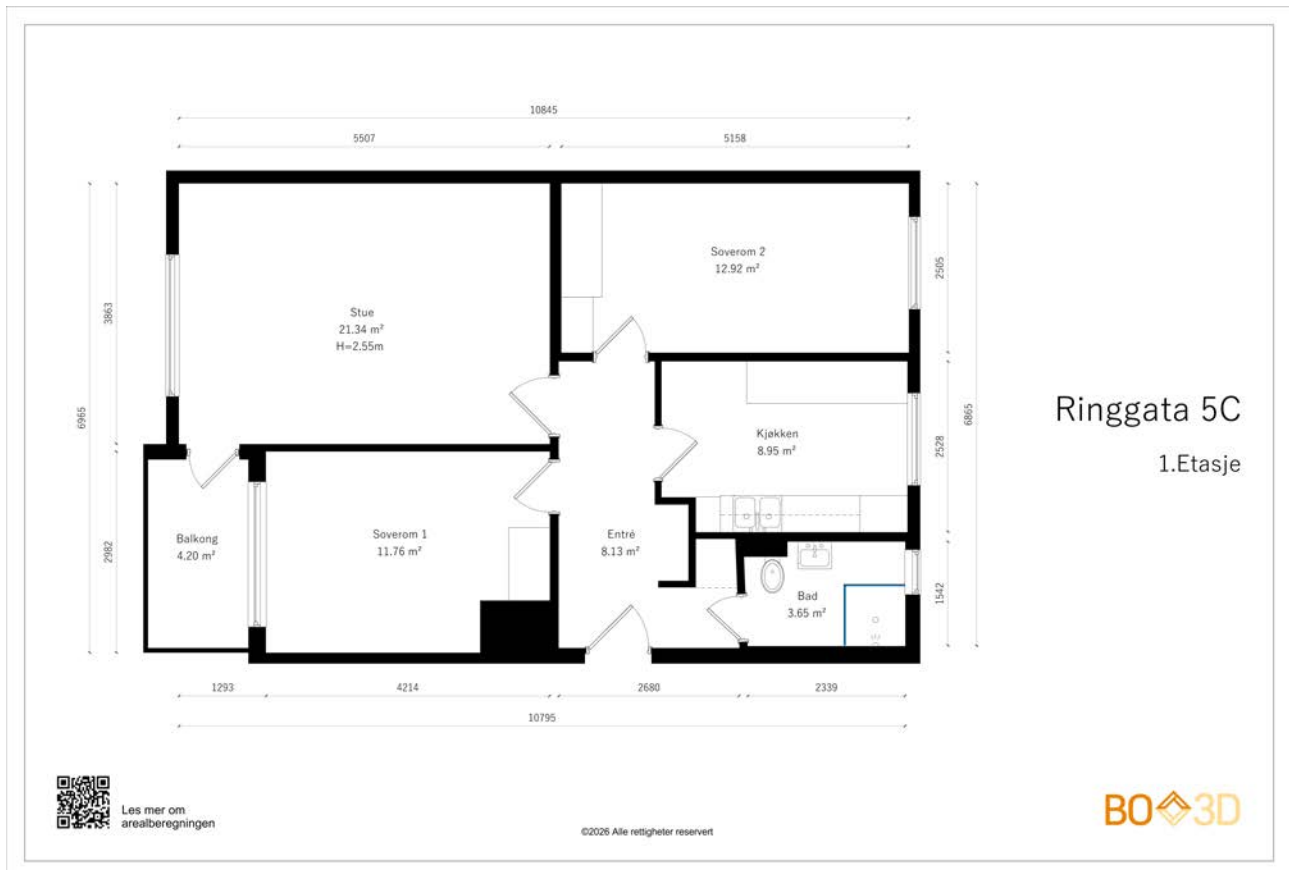 10845
5507
5158
6965
3863
2982
Stue
21.34 m²
H=2.55m
Soverom 2
12.92 m²
2505
Kjøkken
8.95 m²
2528
6865
Ringgata 5C
1.Etasje
Balkong
4.20 m²
Soverom 1
11.76 m²
Entré
8.13 m²
Bad
3.65 m²
1542
1293
4214
2680
2339
10795
Les mer om
arealberegningen
©2026 Alle rettigheter reservert
BO 3D